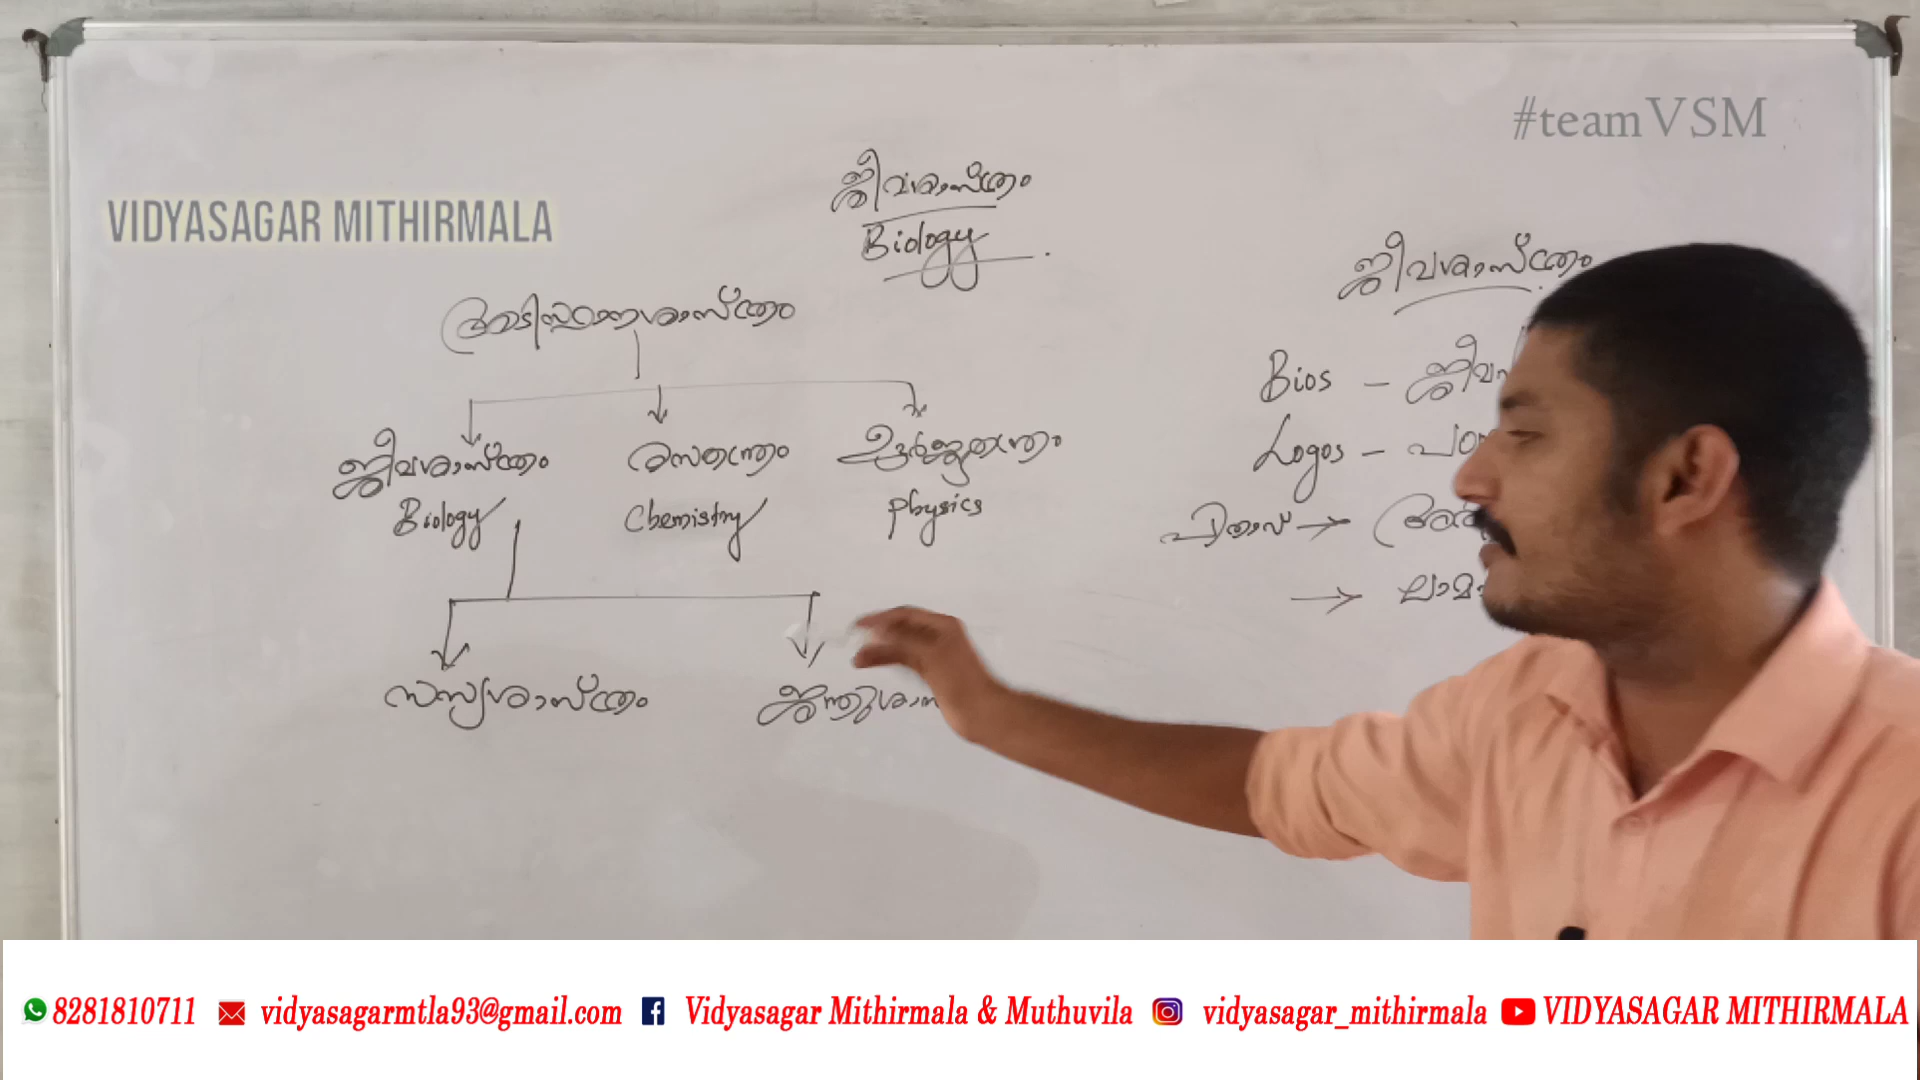 #teamVSM
VIDYASAGAR MITHIRMALA
ജീവശാസ്ത്രം
Biology
അടിസ്ഥാനശാസ്ത്രം
ജീവശാസ്ത്രം രസതന്ത്രം ഊർജ്ജതന്ത്രം
Biology Chemistry Physics
സസ്യശാസ്ത്രം ജന്തുശാസ
ജീവശാസ്ത്രം
Bios – ജീവ
Logos – പഠ
പിതാവ് →
→ ലാമ
8281810711 vidyasagarmtla93@gmail.com Vidyasagar Mithirmala & Muthuvila vidyasagar_mithirmala VIDYASAGAR MITHIRMALA